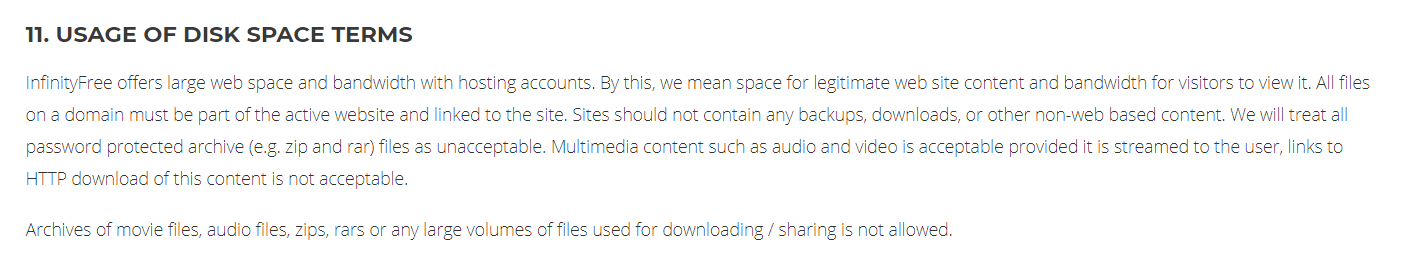 11. USAGE OF DISK SPACE TERMS
InfinityFree offers large web space and bandwidth with hosting accounts. By this, we mean space for legitimate web site content and bandwidth for visitors to view it. All files
on a domain must be part of the active website and linked to the site. Sites should not contain any backups, downloads, or other non-web based content. We will treat all
password protected archive (e.g. zip and rar) files as unacceptable. Multimedia content such as audio and video is acceptable provided it is streamed to the user, links to
HTTP download of this content is not acceptable.
Archives of movie files, audio files, zips, rars or any large volumes of files used for downloading / sharing is not allowed.